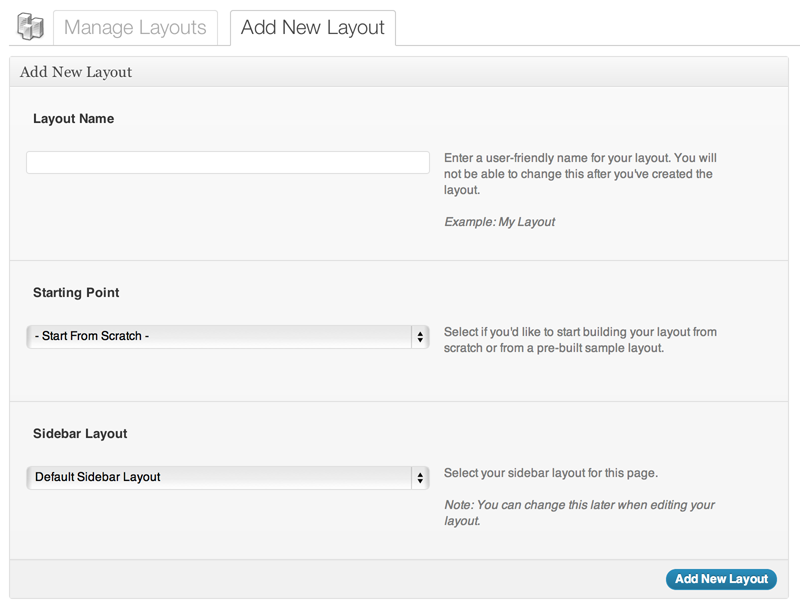 Manage Layouts
Add New Layout
Add New Layout
Layout Name
Enter a user-friendly name for your layout. You will
not be able to change this after you've created the
layout.
Example: My Layout
Starting Point
- Start From Scratch -
Select if you'd like to start building your layout from
scratch or from a pre-built sample layout.
Sidebar Layout
Default Sidebar Layout
Select your sidebar layout for this page.
Note: You can change this later when editing your
layout.
Add New Layout